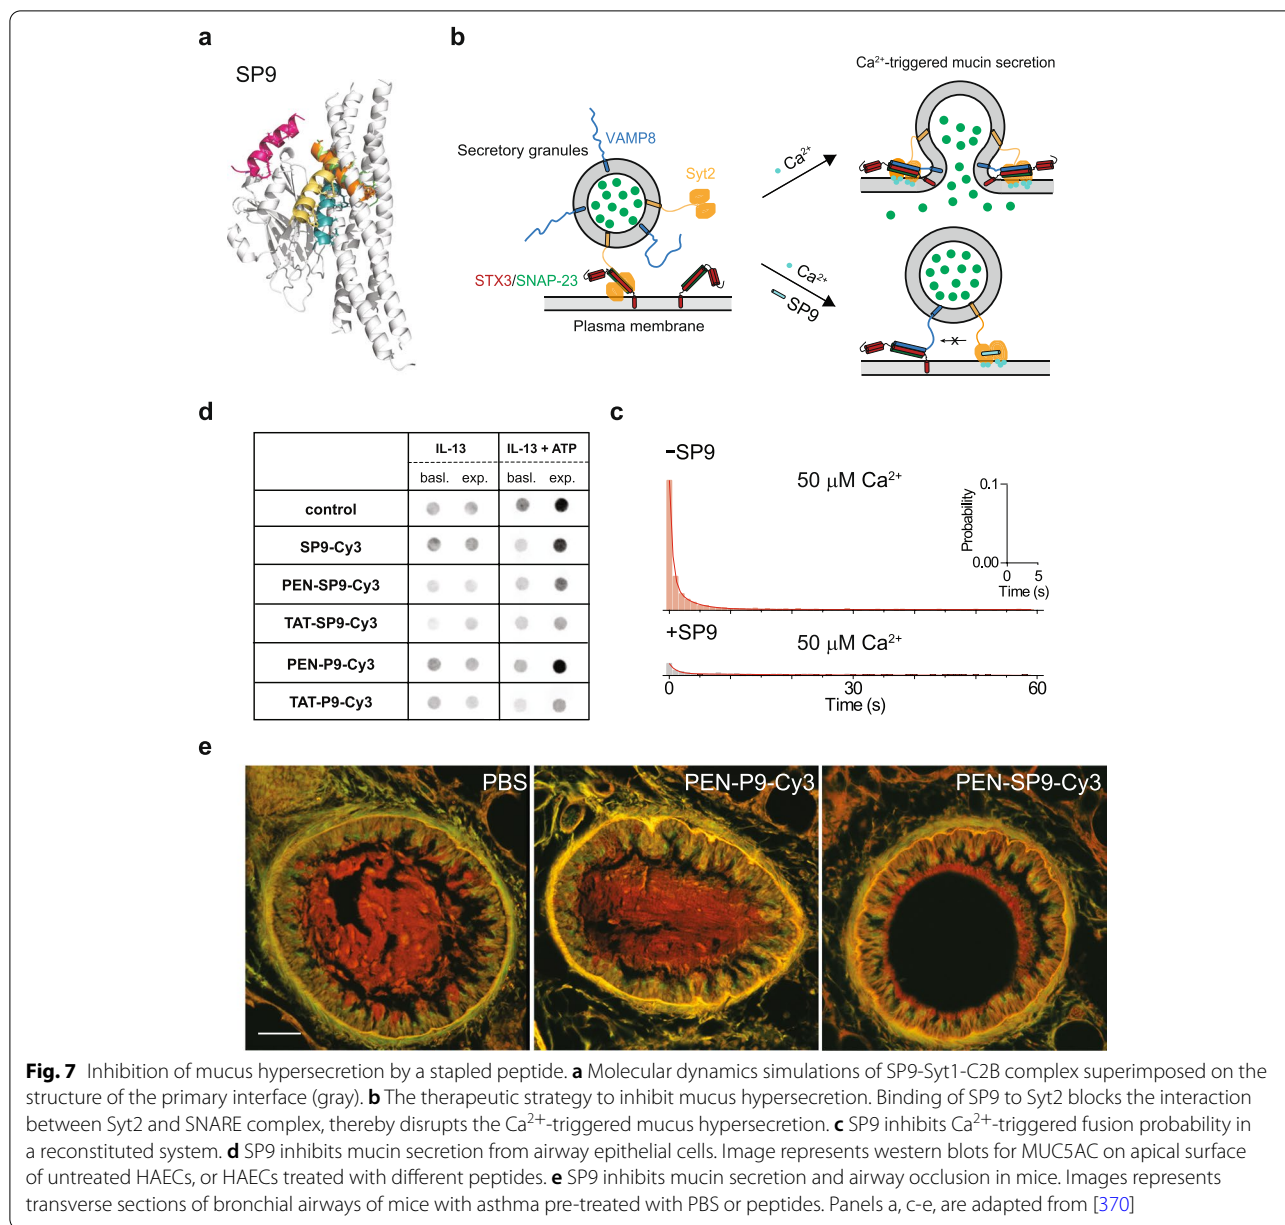 a
SP9
b
Secretory granules
VAMP8
Syt2
STX3/SNAP-23
Plasma membrane
Ca²⁺
Ca²⁺
SP9
Ca²⁺-triggered mucin secretion
x
d
IL-13
IL-13 + ATP
basl.
exp.
basl.
exp.
control
SP9-Cy3
PEN-SP9-Cy3
TAT-SP9-Cy3
PEN-P9-Cy3
TAT-P9-Cy3
c
−SP9
50 µM Ca²⁺
0.1
Probability
0.00
0
5
Time (s)
+SP9
50 µM Ca²⁺
0
30
60
Time (s)
e
PBS
PEN-P9-Cy3
PEN-SP9-Cy3
Fig. 7 Inhibition of mucus hypersecretion by a stapled peptide. a Molecular dynamics simulations of SP9-Syt1-C2B complex superimposed on the
structure of the primary interface (gray). b The therapeutic strategy to inhibit mucus hypersecretion. Binding of SP9 to Syt2 blocks the interaction
between Syt2 and SNARE complex, thereby disrupts the Ca²⁺-triggered mucus hypersecretion. c SP9 inhibits Ca²⁺-triggered fusion probability in
a reconstituted system. d SP9 inhibits mucin secretion from airway epithelial cells. Image represents western blots for MUC5AC on apical surface
of untreated HAECs, or HAECs treated with different peptides. e SP9 inhibits mucin secretion and airway occlusion in mice. Images represents
transverse sections of bronchial airways of mice with asthma pre-treated with PBS or peptides. Panels a, c-e, are adapted from [370]